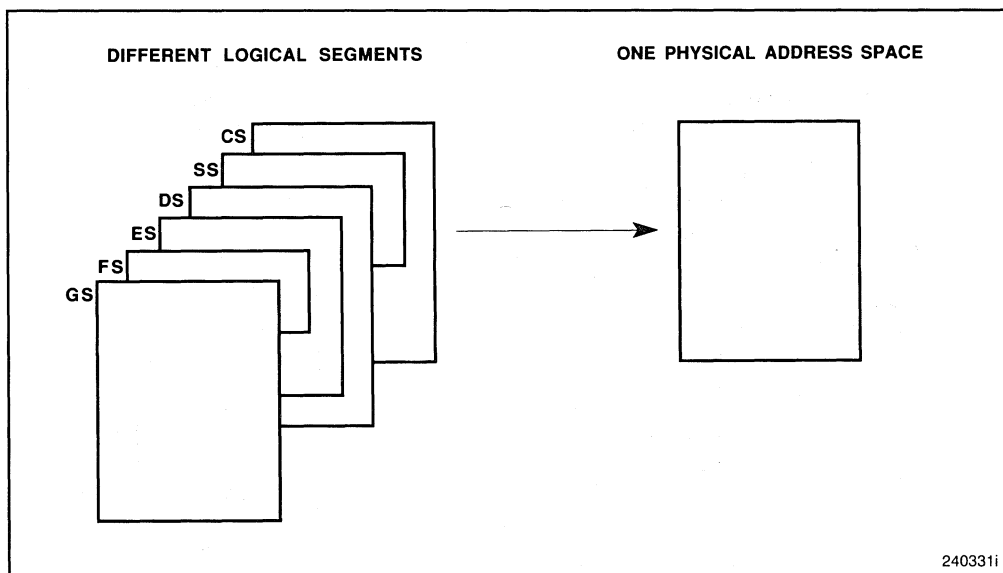 DIFFERENT LOGICAL SEGMENTS
ONE PHYSICAL ADDRESS SPACE
CS
SS
DS
ES
FS
GS
240331i